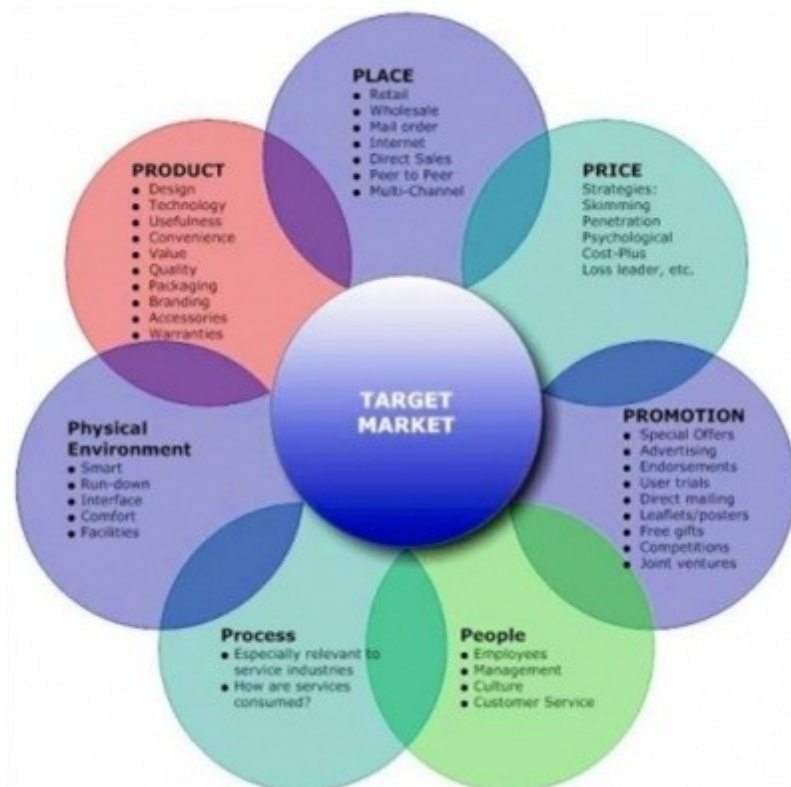 PLACE
• Retail
• Wholesale
• Mail order
• Internet
• Direct Sales
• Peer to Peer
• Multi-Channel
PRODUCT
• Design
• Technology
• Usefulness
• Convenience
• Value
• Quality
• Packaging
• Branding
• Accessories
• Warranties
PRICE
Strategies:
Skimming
Penetration
Psychological
Cost-Plus
Loss leader, etc.
TARGET
MARKET
Physical
Environment
• Smart
• Run-down
• Interface
• Comfort
• Facilities
PROMOTION
• Special Offers
• Advertising
• Endorsements
• User trials
• Direct mailing
• Leaflets/posters
• Free gifts
• Competitions
• Joint ventures
Process
• Especially relevant to
service industries
• How are services
consumed?
People
• Employees
• Management
• Culture
• Customer Service